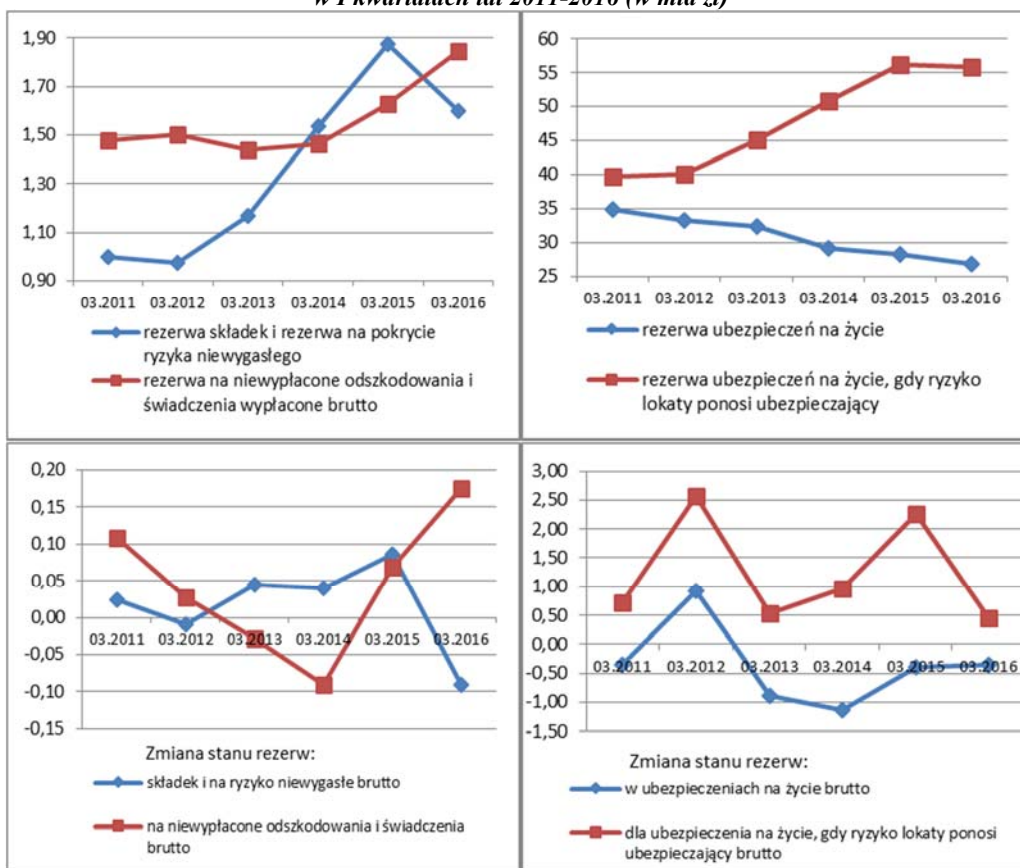 w I kwartałach lat 2011-2016 (w mld zł)
1,90
1,70
1,50
1,30
1,10
0,90
03.2011 03.2012 03.2013 03.2014 03.2015 03.2016
rezerwa składek i rezerwa na pokrycie
ryzyka niewygasłego
rezerwa na niewypłacone odszkodowania i
świadczenia wypłacone brutto
60
55
50
45
40
35
30
25
03.2011 03.2012 03.2013 03.2014 03.2015 03.2016
rezerwa ubezpieczeń na życie
rezerwa ubezpieczeń na życie, gdy ryzyko
lokaty ponosi ubezpieczający
0,20
0,15
0,10
0,05
0,00
-0,05
-0,10
-0,15
03.2011 03.2012 03.2013 03.2014 03.2015 03.2016
Zmiana stanu rezerw:
składek i na ryzyko niewygasłe brutto
na niewypłacone odszkodowania i świadczenia
brutto
3,00
2,50
2,00
1,50
1,00
0,50
0,00
-0,50
-1,00
-1,50
03.2011 03.2012 03.2013 03.2014 03.2015 03.2016
Zmiana stanu rezerw:
w ubezpieczeniach na życie brutto
dla ubezpieczenia na życie, gdy ryzyko lokaty ponosi
ubezpieczający brutto